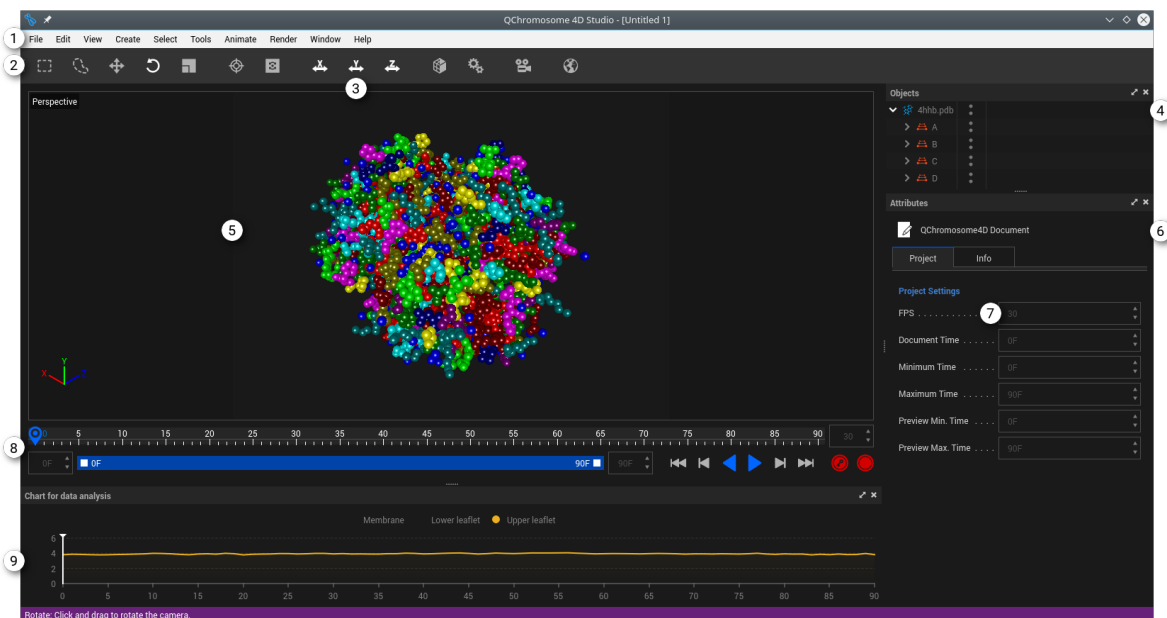 QChromosome 4D Studio - [Untitled 1]
1 File Edit View Create Select Tools Animate Render Window Help
2
X Y Z
3
Perspective
Objects
4hhb.pdb
4
A
B
C
D
Attributes
QChromosome4D Document
6
Project Info
Project Settings
FPS . . . . . . . . . . 7 30
Document Time . . . . . . 0F
Minimum Time . . . . . . 0F
Maximum Time . . . . . . 90F
Preview Min. Time . . . . 0F
Preview Max. Time . . . . 90F
5
Y
X Z
0 5 10 15 20 25 30 35 40 45 50 55 60 65 70 75 80 85 90 30
8
0F 0F 90F 90F
Chart for data analysis
Membrane Lower leaflet Upper leaflet
9
6
4
2
0
0 5 10 15 20 25 30 35 40 45 50 55 60 65 70 75 80 85 90
Rotate: Click and drag to rotate the camera.